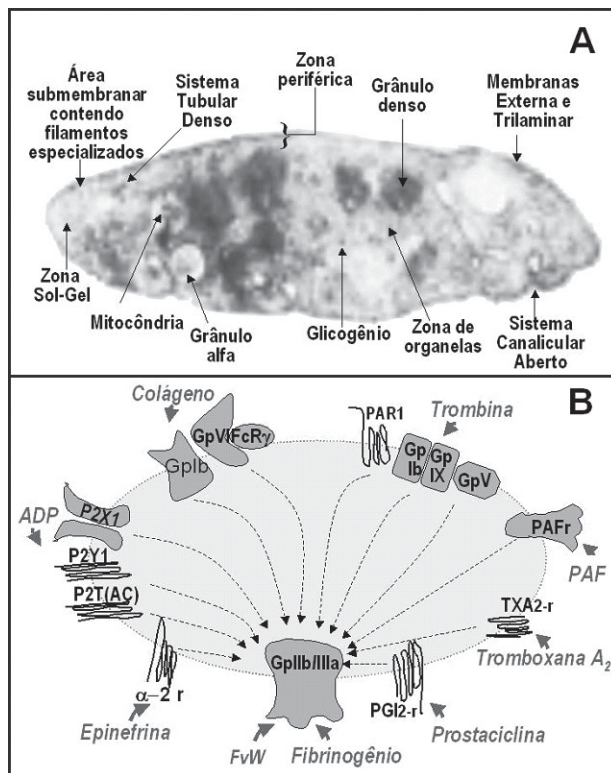 A
Área
submembranar
contendo
filamentos
especializados
Sistema
Tubular
Denso
Zona
periférica
Grânulo
denso
Membranas
Externa e
Trilaminar
Zona
Sol-Gel
Mitocôndria
Grânulo
alfa
Glicogênio
Zona de
organelas
Sistema
Canalicular
Aberto
B
Colágeno
GpVI
FcRγ
GpIb
PAR1
Trombina
Gp
Ib
Gp
IX
GpV
ADP
P2X1
P2Y1
P2T(AC)
PAFr
PAF
TXA2-r
Tromboxana A2
α-2 r
Epinefrina
GpIIb/IIIa
PGI2-r
Prostaciclina
FvW
Fibrinogênio